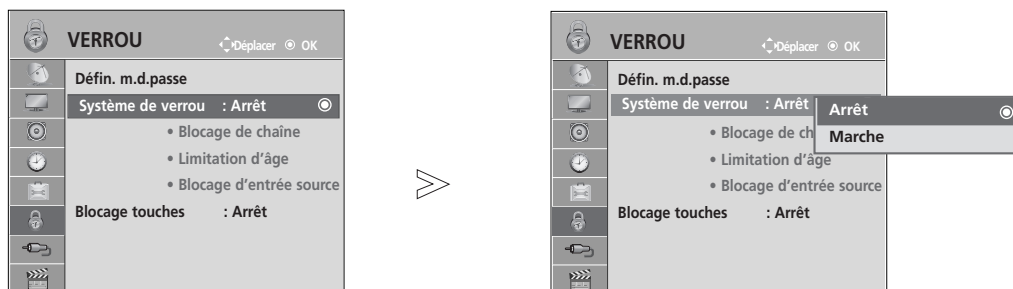 VERROU Déplacer OK
Défin. m.d.passe
Système de verrou : Arrêt
• Blocage de chaîne
• Limitation d'âge
• Blocage d'entrée source
Blocage touches : Arrêt
>>
VERROU Déplacer OK
Défin. m.d.passe
Système de verrou : Arrêt
Arrêt
Marche
• Blocage de ch
• Limitation d'âge
• Blocage d'entrée source
Blocage touches : Arrêt